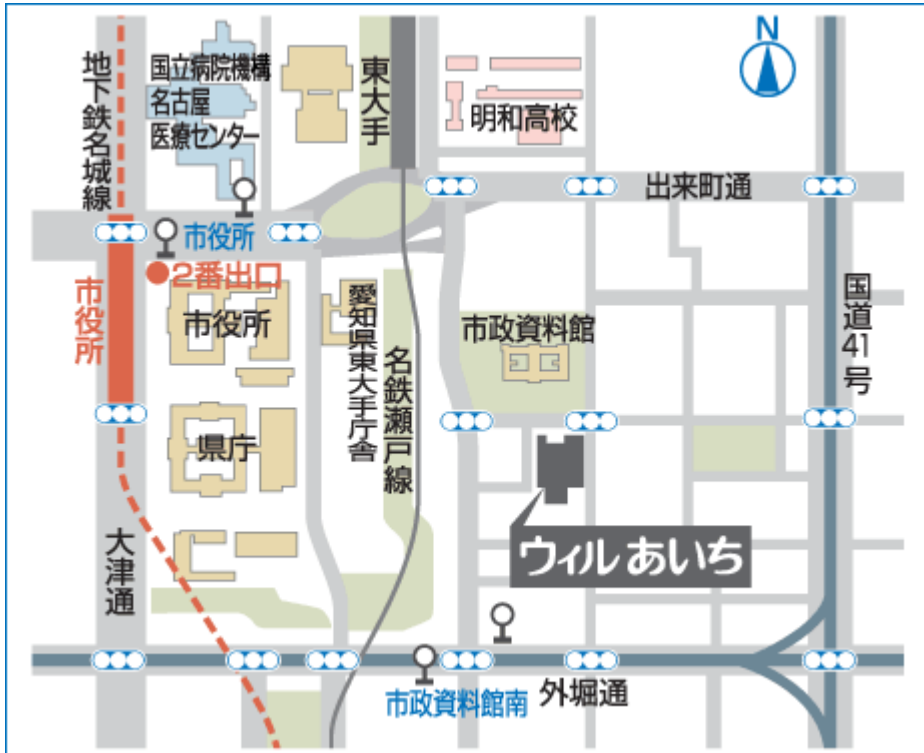 N
地下鉄名城線
国立病院機構
名古屋
医療センター
東大手
明和高校
出来町通
市役所
2番出口
市役所
市役所
愛知県東大手庁舎
名鉄瀬戸線
市政資料館
国道41号
県庁
ウィルあいち
大津通
市政資料館南
外堀通